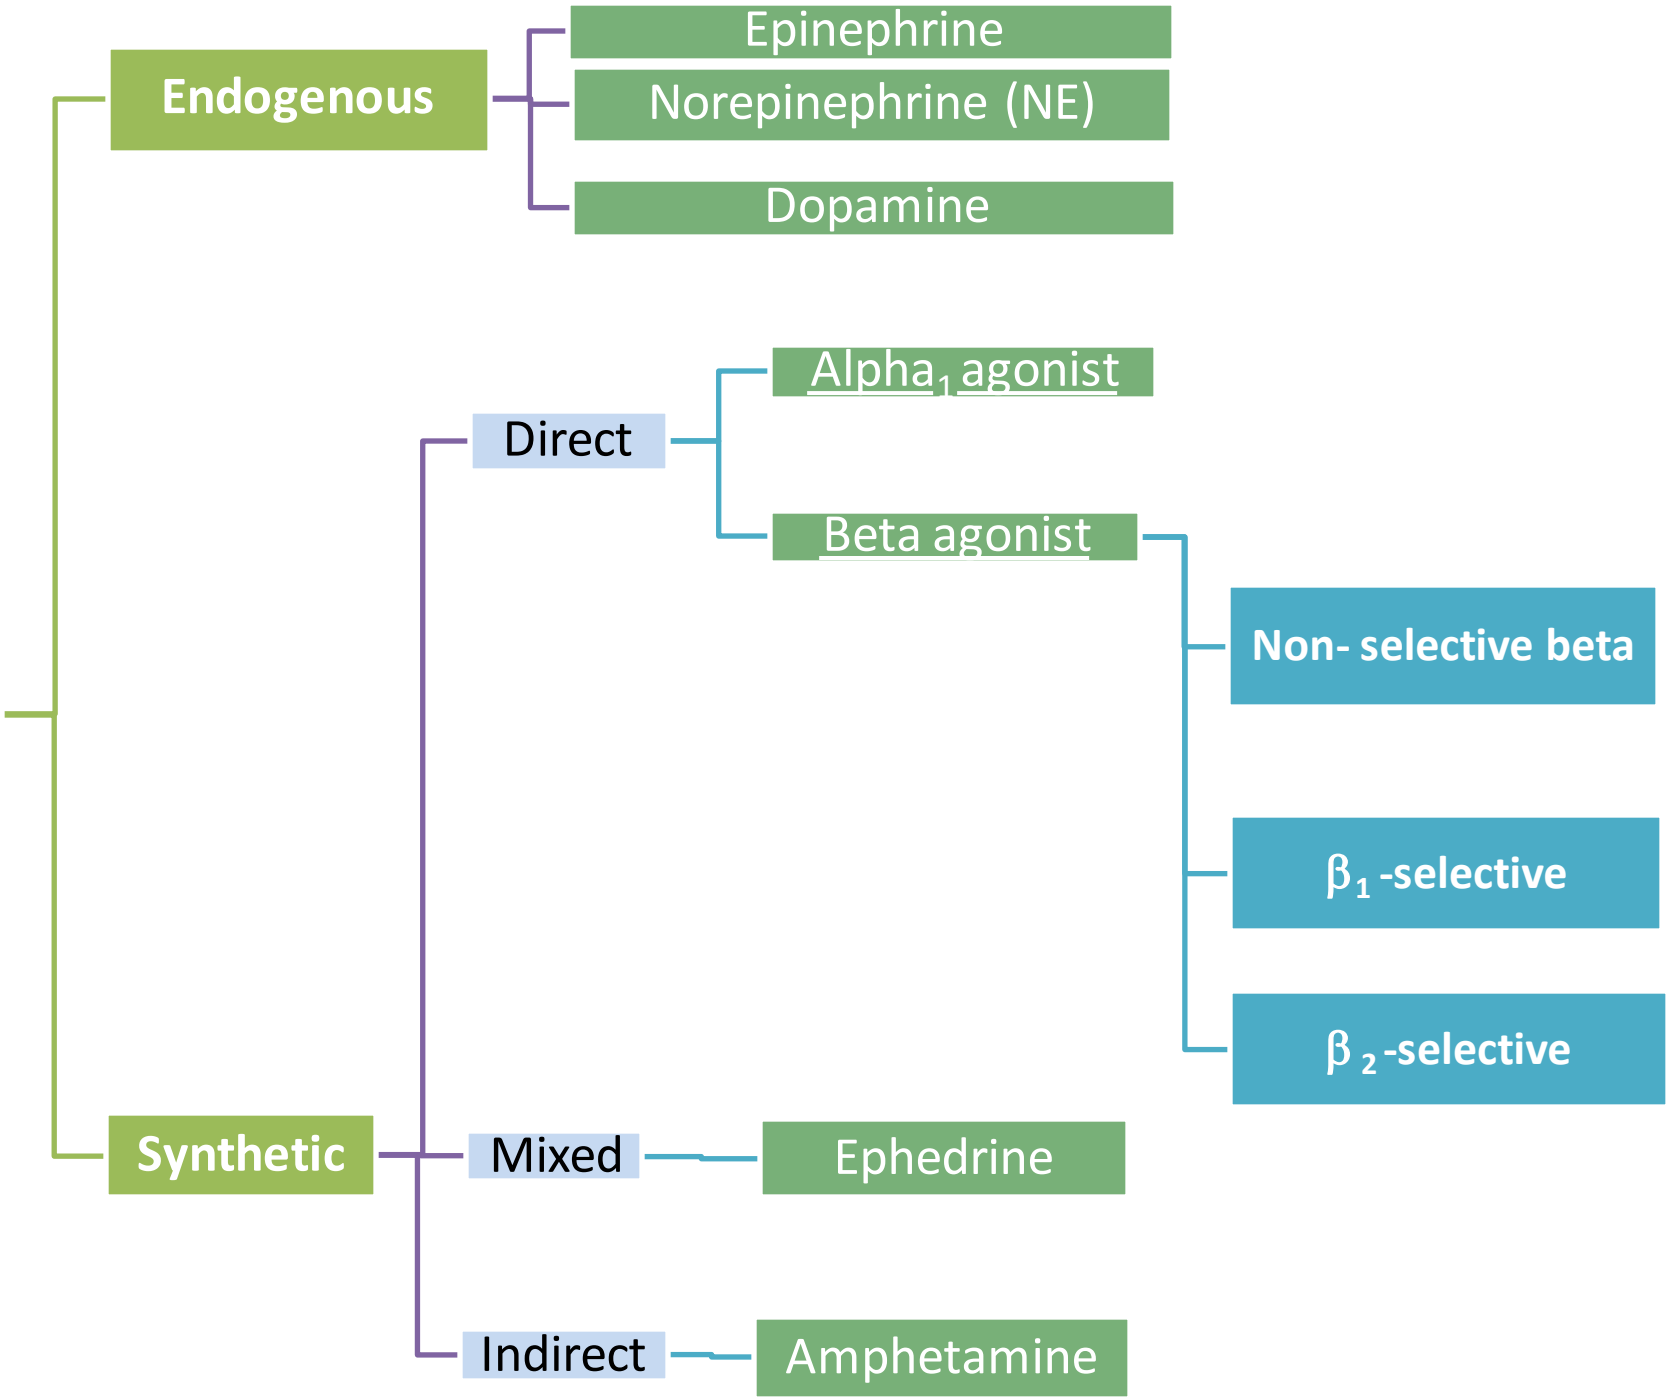 Endogenous
Epinephrine
Norepinephrine (NE)
Dopamine
Synthetic
Direct
Alpha₁ agonist
Beta agonist
Non- selective beta
β₁ -selective
β ₂ -selective
Mixed
Ephedrine
Indirect
Amphetamine